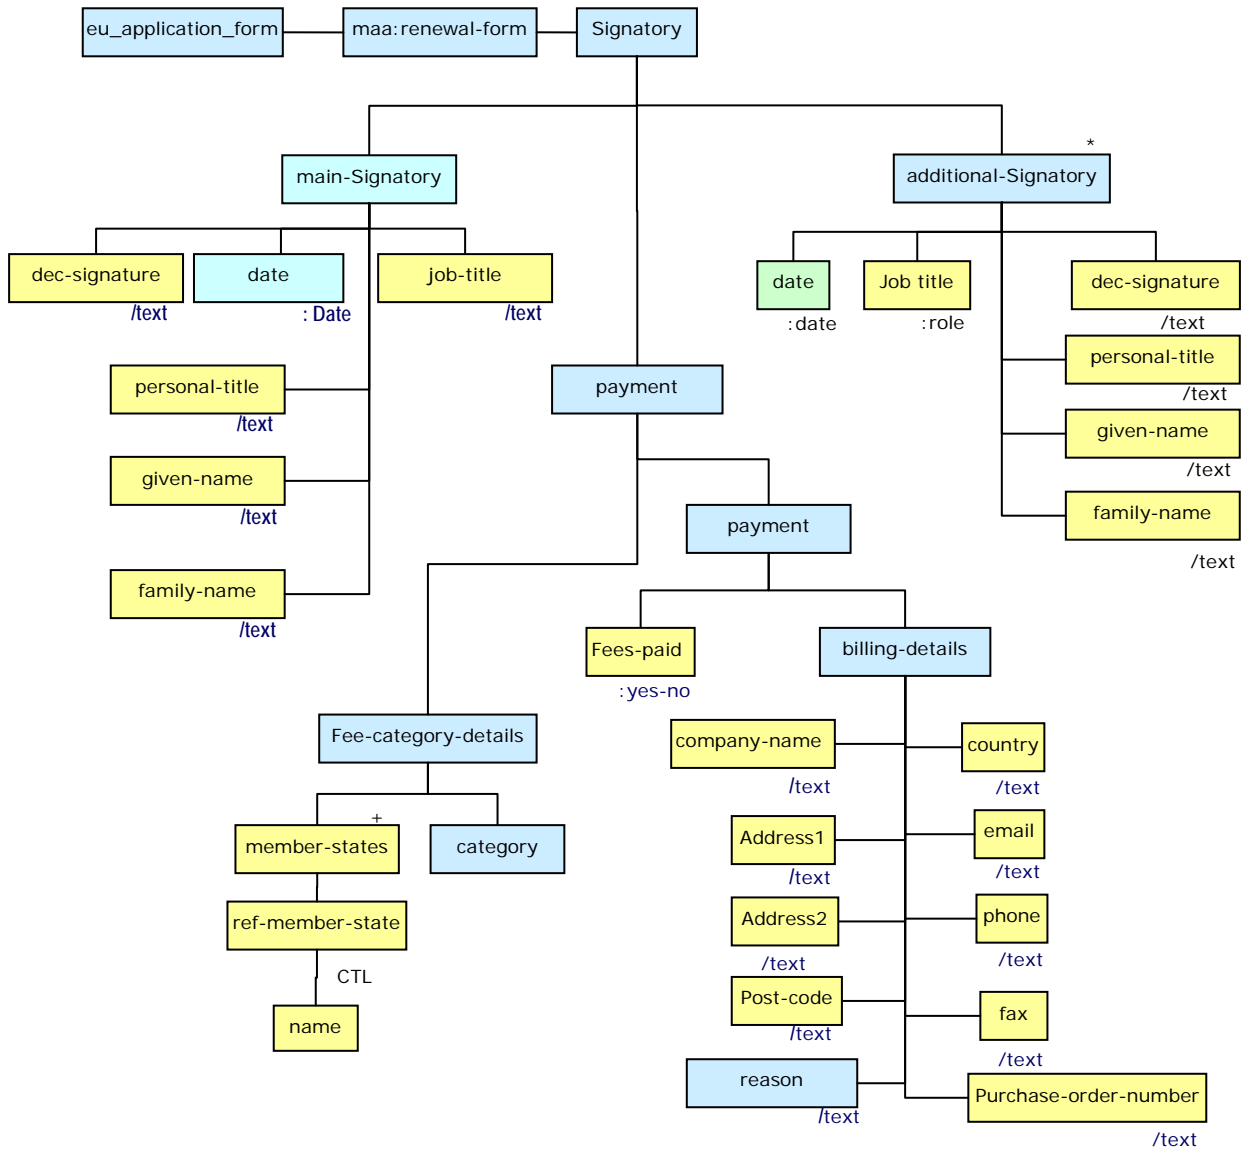 eu_application_form
maa:renewal-form
Signatory
*
main-Signatory
additional-Signatory
dec-signature
/text
date
: Date
job-title
/text
date
:date
Job title
:role
dec-signature
/text
personal-title
/text
personal-title
/text
payment
given-name
/text
given-name
/text
payment
family-name
/text
family-name
/text
Fees-paid
:yes-no
billing-details
Fee-category-details
company-name
/text
country
/text
+
member-states
category
Address1
/text
email
/text
ref-member-state
Address2
/text
phone
/text
CTL
name
Post-code
/text
fax
/text
reason
/text
Purchase-order-number
/text